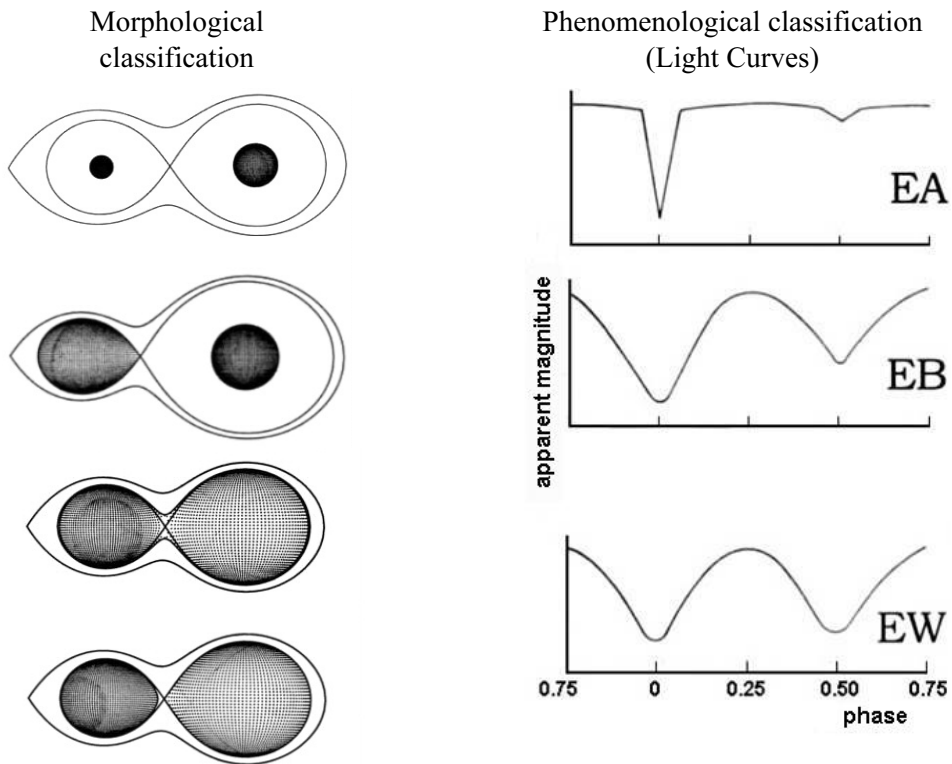 Morphological
classification
Phenomenological classification
(Light Curves)
EA
EB
apparent magnitude
EW
0.75 0 0.25 0.50 0.75
phase